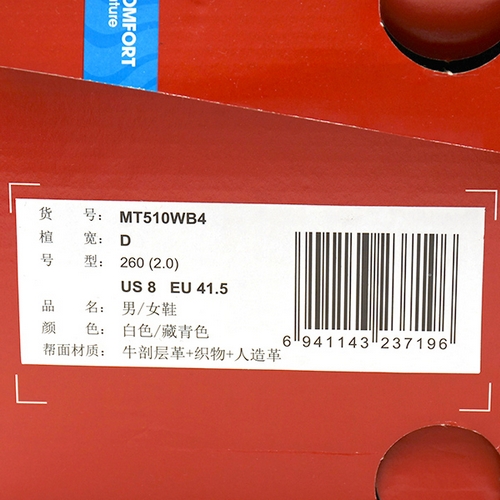 COMFORT
ature
货 号: MT510WB4
楦 宽: D
号 型: 260 (2.0)
US 8 EU 41.5
品 名: 男/女鞋
颜 色: 白色/藏青色
帮面材质: 牛剖层革+织物+人造革
6 941143 237196